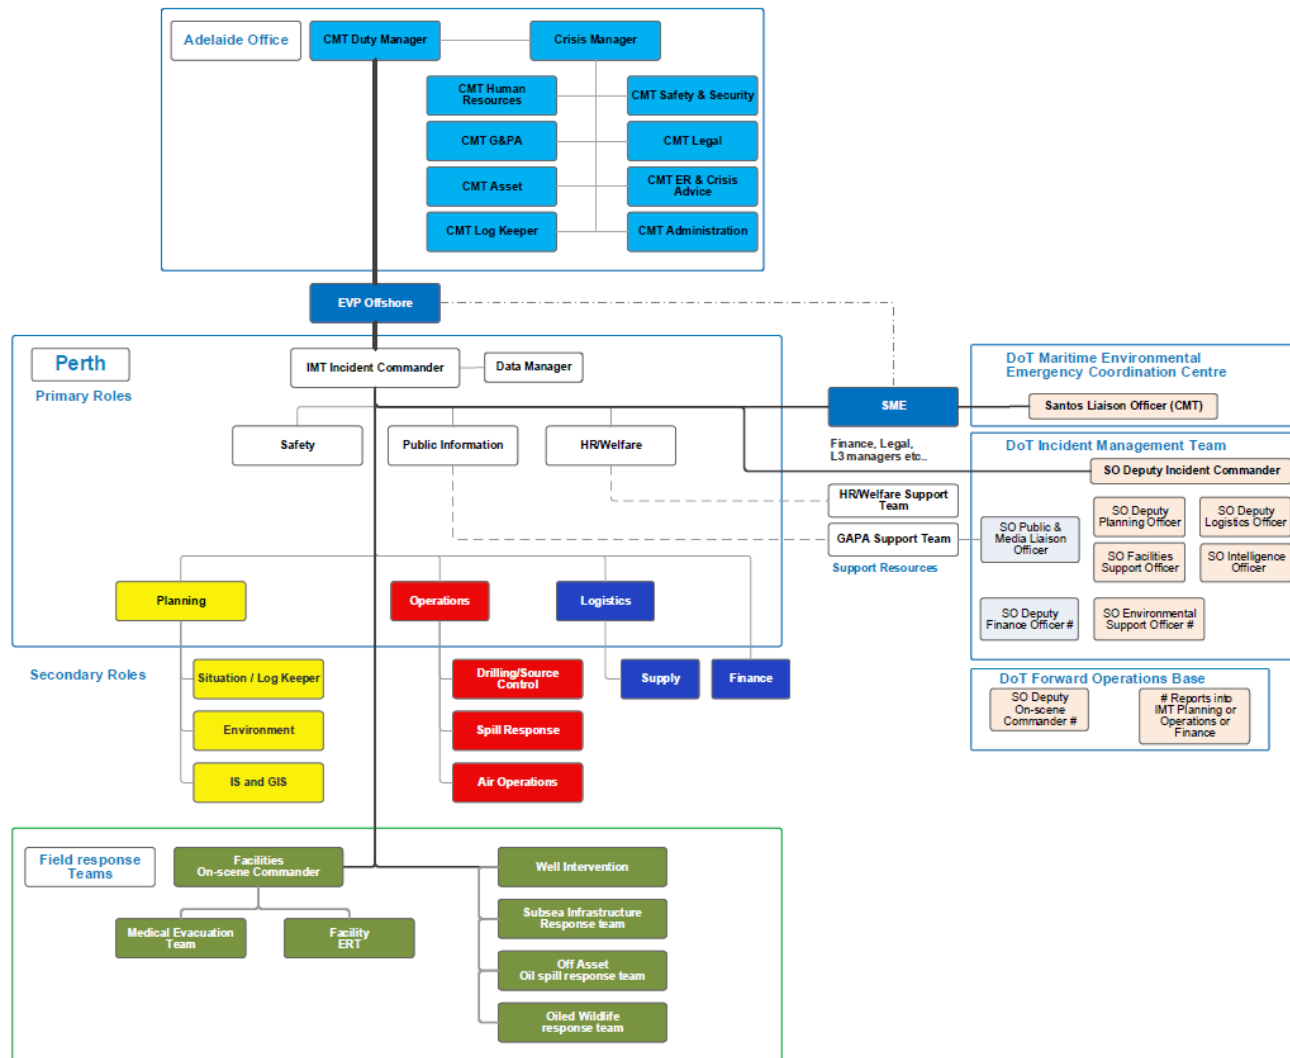 Adelaide Office
CMT Duty Manager
Crisis Manager
CMT Human
Resources
CMT Safety & Security
CMT G&PA
CMT Legal
CMT Asset
CMT ER & Crisis
Advice
CMT Log Keeper
CMT Administration
EVP Offshore
Perth
Primary Roles
IMT Incident Commander
Data Manager
DoT Maritime Environmental
Emergency Coordination Centre
SME
Santos Liaison Officer (CMT)
Safety
Public Information
HR/Welfare
Finance, Legal,
L3 managers etc..
DoT Incident Management Team
SO Deputy Incident Commander
HR/Welfare Support
Team
GAPA Support Team
Support Resources
SO Public &
Media Liaison
Officer
SO Deputy
Planning Officer
SO Deputy
Logistics Officer
SO Facilities
Support Officer
SO Intelligence
Officer
SO Deputy
Finance Officer #
SO Environmental
Support Officer #
Planning
Operations
Logistics
Secondary Roles
Situation / Log Keeper
Drilling/Source
Control
Supply
Finance
DoT Forward Operations Base
SO Deputy
On-scene
Commander #
# Reports into
IMT Planning or
Operations or
Finance
Environment
Spill Response
IS and GIS
Air Operations
Field response
Teams
Facilities
On-scene Commander
Well Intervention
Medical Evacuation
Team
Facility
ERT
Subsea Infrastructure
Response team
Off Asset
Oil spill response team
Oiled Wildlife
response team